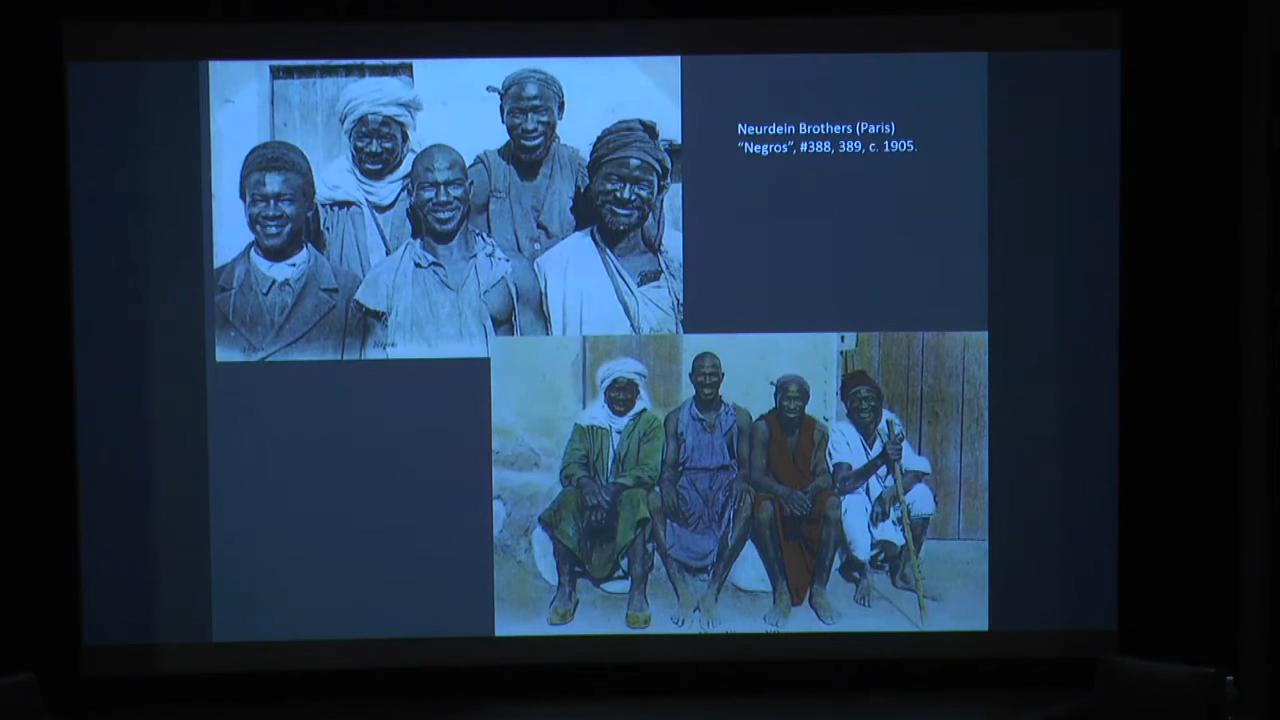 Neurdein Brothers (Paris)
“Negros”, #388, 389, c. 1905.